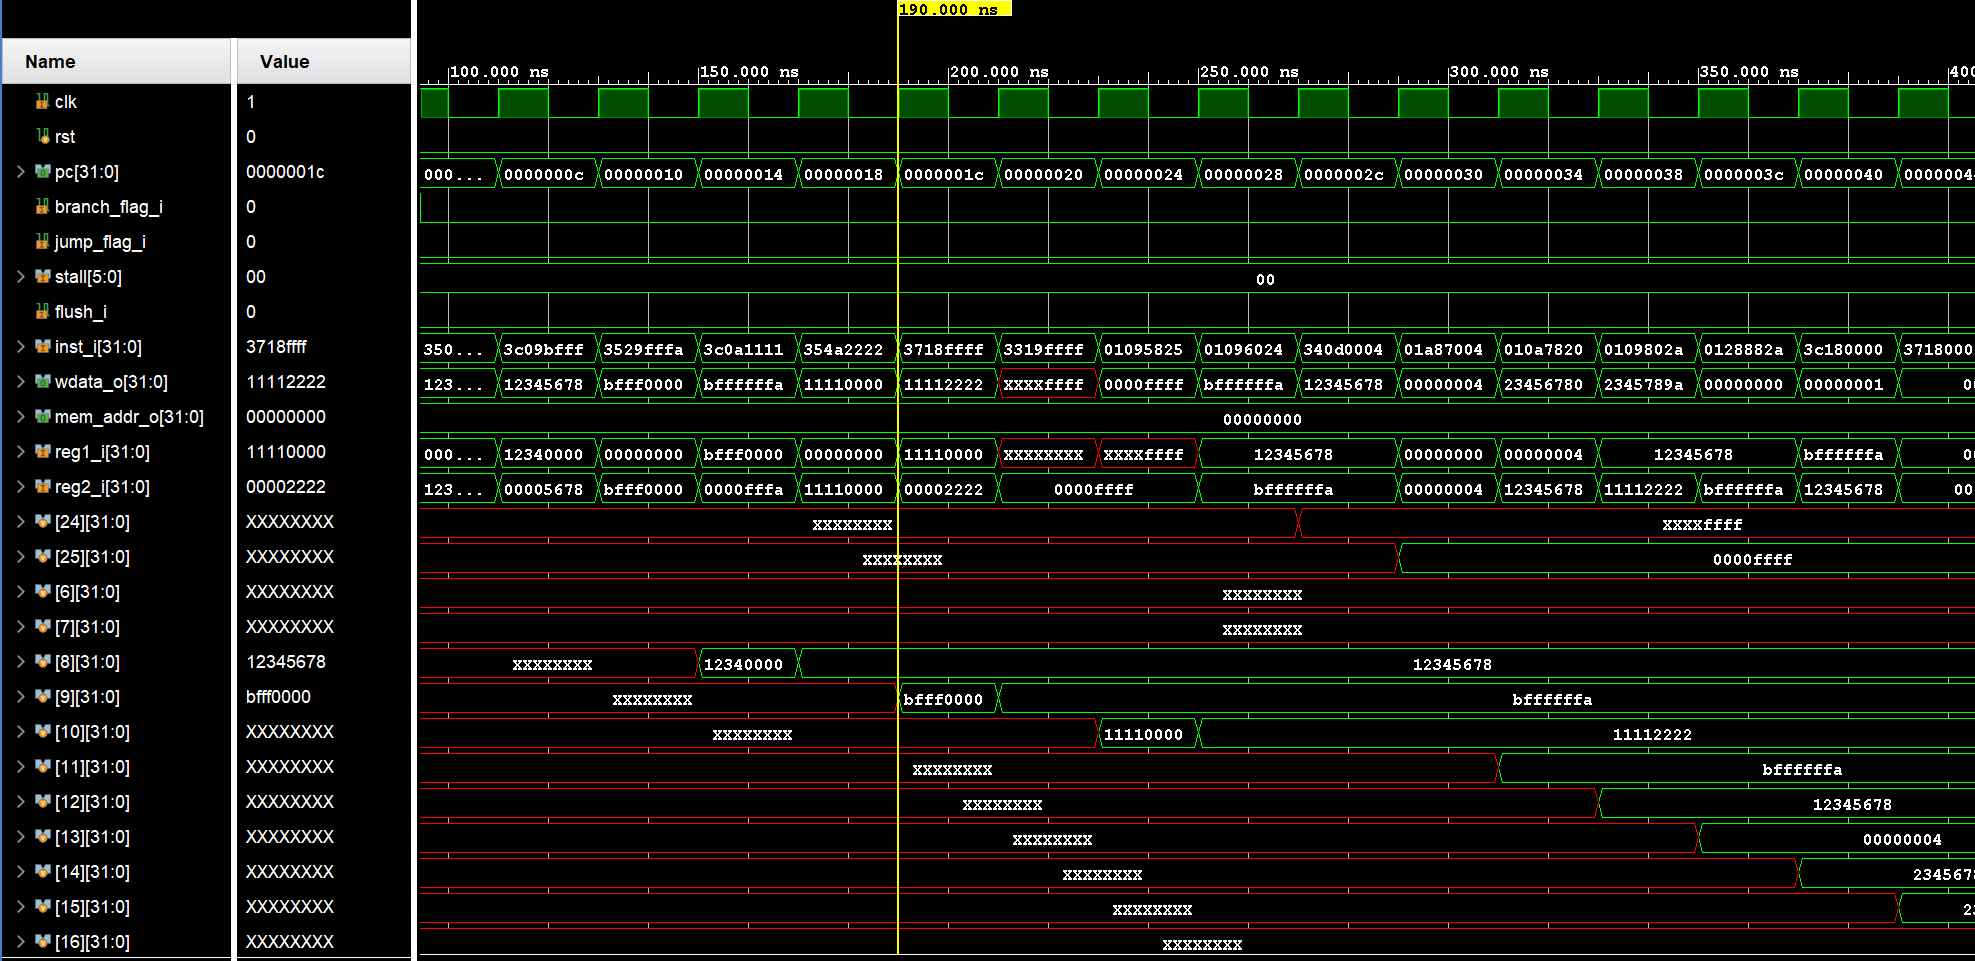 190.000 ns
Name Value
100.000 ns 150.000 ns 200.000 ns 250.000 ns 300.000 ns 350.000 ns 400
clk 1
rst 0
pc[31:0] 0000001c 000... 0000000c 00000010 00000014 00000018 0000001c 00000020 00000024 00000028 0000002c 00000030 00000034 00000038 0000003c 00000040 00000044
branch_flag_i 0
jump_flag_i 0
stall[5:0] 00 00
flush_i 0
inst_i[31:0] 3718ffff 350... 3c09bfff 3529fffa 3c0a1111 354a2222 3718ffff 3319ffff 01095825 01096024 340d0004 01a87004 010a7820 0109802a 0128882a 3c180000 3718000
wdata_o[31:0] 11112222 123... 12345678 bfff0000 bffffffa 11110000 11112222 XXXXffff 0000ffff bffffffa 12345678 00000004 23456780 2345789a 00000000 00000001 00
mem_addr_o[31:0] 00000000 00000000
reg1_i[31:0] 11110000 000... 12340000 00000000 bfff0000 00000000 11110000 XXXXXXXX XXXXffff 12345678 00000000 00000004 12345678 bffffffa 00
reg2_i[31:0] 00002222 123... 00005678 bfff0000 0000fffa 11110000 00002222 0000ffff bffffffa 00000004 12345678 11112222 bffffffa 12345678 00
[24][31:0] XXXXXXXX XXXXXXXX XXXXffff
[25][31:0] XXXXXXXX XXXXXXXX 0000ffff
[6][31:0] XXXXXXXX XXXXXXXX
[7][31:0] XXXXXXXX XXXXXXXX
[8][31:0] 12345678 XXXXXXXX 12340000 12345678
[9][31:0] bfff0000 XXXXXXXX bfff0000 bffffffa
[10][31:0] XXXXXXXX XXXXXXXX 11110000 11112222
[11][31:0] XXXXXXXX XXXXXXXX bffffffa
[12][31:0] XXXXXXXX XXXXXXXX 12345678
[13][31:0] XXXXXXXX XXXXXXXX 00000004
[14][31:0] XXXXXXXX XXXXXXXX 234567
[15][31:0] XXXXXXXX XXXXXXXX 2
[16][31:0] XXXXXXXX XXXXXXXX